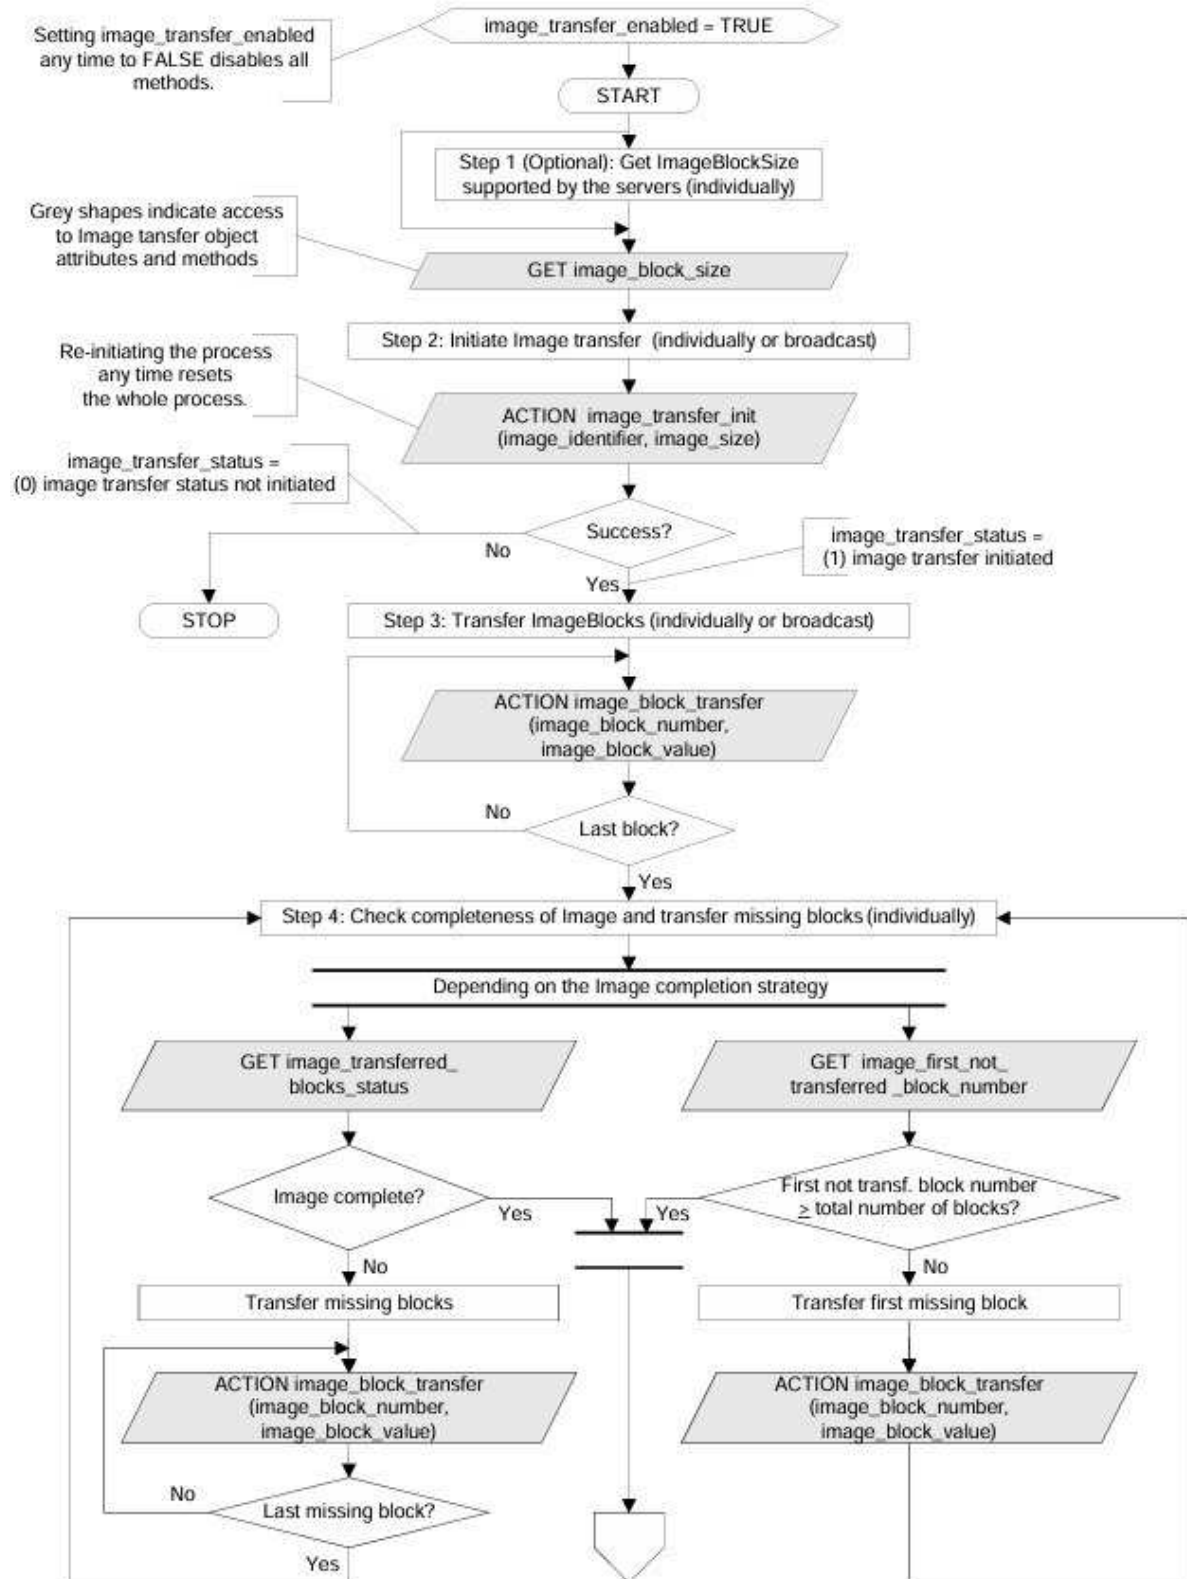 image_transfer_enabled = TRUE
Setting image_transfer_enabled
any time to FALSE disables all
methods.
START
Step 1 (Optional): Get ImageBlockSize
supported by the servers (individually)
Grey shapes indicate access
to Image tansfer object
attributes and methods
GET image_block_size
Step 2: Initiate Image transfer (individually or broadcast)
Re-initiating the process
any time resets
the whole process.
ACTION image_transfer_init
(image_identifier, image_size)
image_transfer_status =
(0) image transfer status not initiated
Success?
No
image_transfer_status =
(1) image transfer initiated
Yes
STOP
Step 3: Transfer ImageBlocks (individually or broadcast)
ACTION image_block_transfer
(image_block_number,
image_block_value)
No
Last block?
Yes
Step 4: Check completeness of Image and transfer missing blocks (individually)
Depending on the Image completion strategy
GET image_transferred_
blocks_status
GET image_first_not_
transferred _block_number
Image complete?
Yes
First not transf. block number
≥ total number of blocks?
Yes
No
No
Transfer missing blocks
Transfer first missing block
ACTION image_block_transfer
(image_block_number,
image_block_value)
ACTION image_block_transfer
(image_block_number,
image_block_value)
No
Last missing block?
Yes